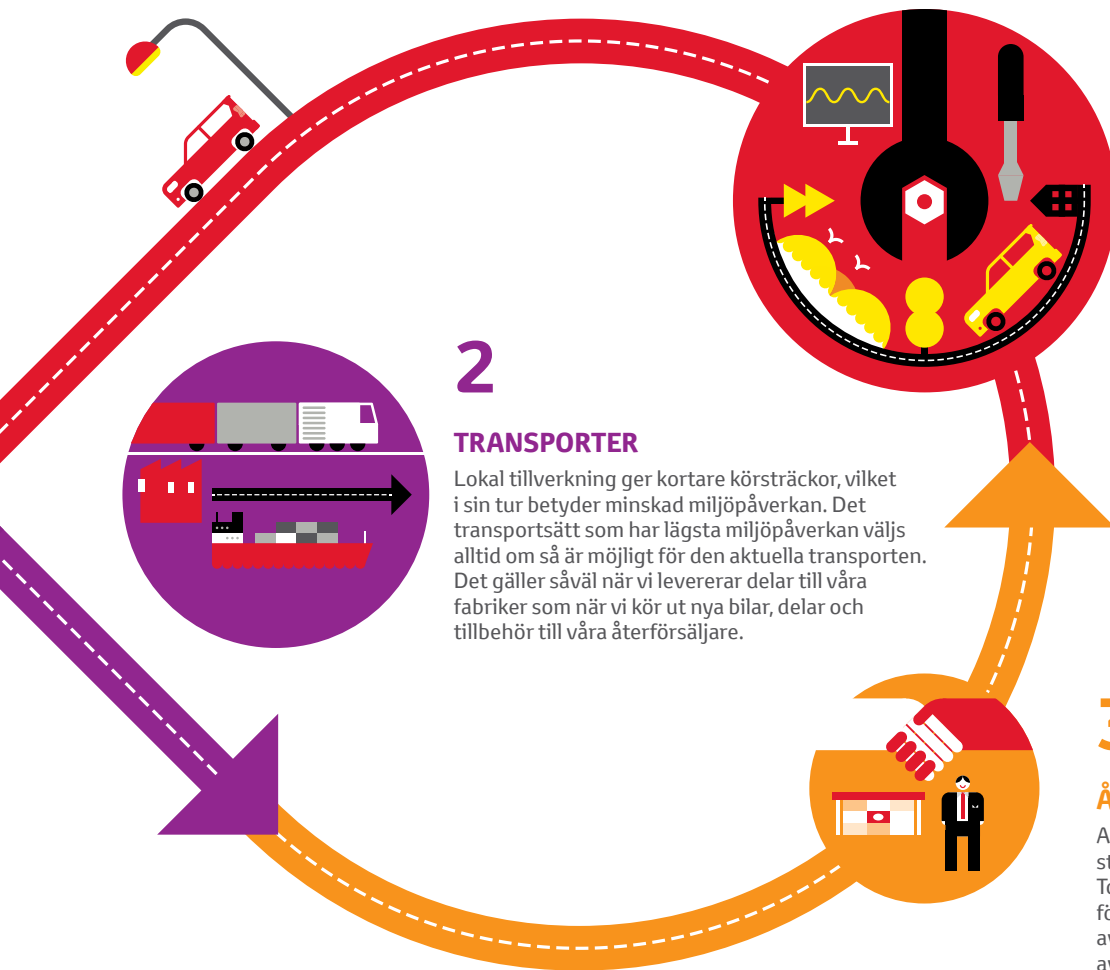 2
TRANSPORTER
Lokal tillverkning ger kortare körsträckor, vilket
i sin tur betyder minskad miljöpåverkan. Det
transportsätt som har lägsta miljöpåverkan väljs
alltid om så är möjligt för den aktuella transporten.
Det gäller såväl när vi levererar delar till våra
fabriker som när vi kör ut nya bilar, delar och
tillbehör till våra återförsäljare.